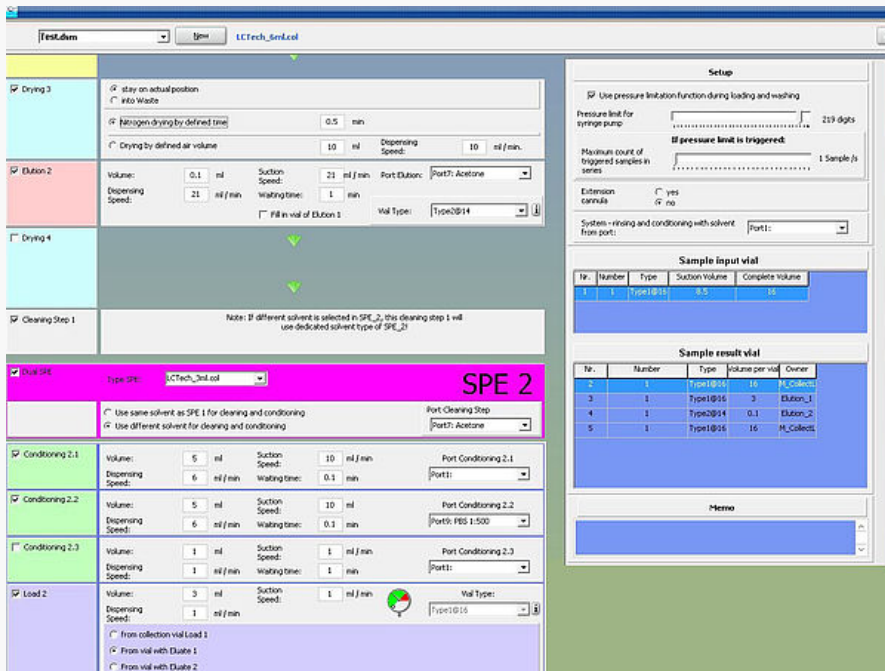 Test.dsm New LCTech_6ml.col
Drying 3
stay on actual position
into Waste
Nitrogen drying by defined time 0.5 min
Drying by defined air volume 10 ml Dispensing Speed: 10 ml/min.
Elution 2
Volume: 0.1 ml Suction Speed: 21 ml/min Port Elution: Port7: Acetone
Dispensing Speed: 21 ml/min Waiting time: 1 min
Fill in vial of Elution 1 Vial Type: Type2@14
Drying 4
Cleaning Step 1
Note: If different solvent is selected in SPE_2, this cleaning step 1 will
use dedicated solvent type of SPE_2!
Dual SPE
Type SPE: LCTech_3ml.col SPE 2
Use same solvent as SPE 1 for cleaning and conditioning
Use different solvent for cleaning and conditioning
Port Cleaning Step
Port7: Acetone
Conditioning 2.1
Volume: 5 ml Suction Speed: 10 ml/min Port Conditioning 2.1
Dispensing Speed: 6 ml/min Waiting time: 0.1 min Port1:
Conditioning 2.2
Volume: 5 ml Suction Speed: 10 ml Port Conditioning 2.2
Dispensing Speed: 6 ml/min Waiting time: 0.1 min Port9: PBS 1:500
Conditioning 2.3
Volume: 1 ml Suction Speed: 1 ml/min Port Conditioning 2.3
Dispensing Speed: 1 ml/min Waiting time: 1 min Port1:
Load 2
Volume: 3 ml Suction Speed: 1 ml/min Vial Type:
Dispensing Speed: 1 ml/min Type1@16
from collection vial Load 1
From vial with Eluate 1
From vial with Eluate 2
Setup
Use pressure limitation function during loading and washing
Pressure limit for
syringe pump 219 digits
If pressure limit is triggered:
Maximum count of
triggered samples in
series 1 Sample/s
Extension
cannula yes
no
System - rinsing and conditioning with solvent
from port: Port1:
Sample input vial
Nr. Number Type Suction Volume Complete Volume
1 1 Type1@16 8.5 16
Sample result vial
Nr. Number Type Volume per vial Owner
2 1 Type1@16 16 M_CollectL
3 1 Type1@16 3 Elution_1
4 1 Type2@14 0.1 Elution_2
5 1 Type1@16 16 M_CollectL
Memo